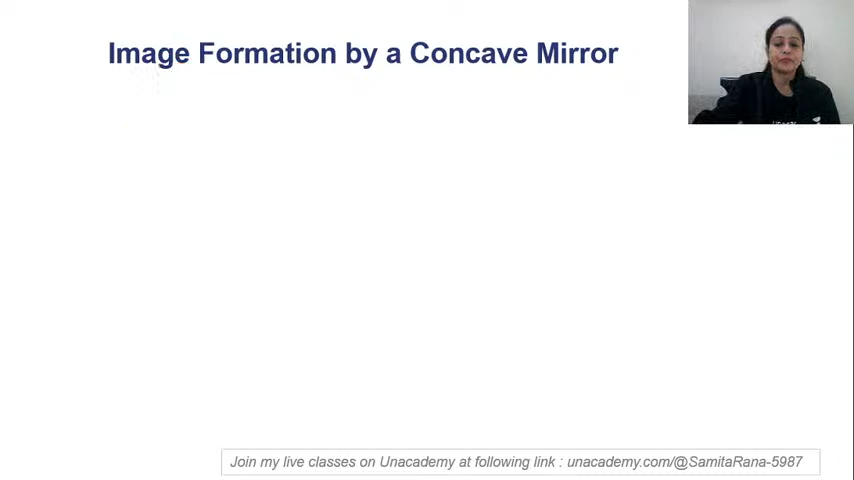 Image Formation by a Concave Mirror
Join my live classes on Unacademy at following link : unacademy.com/@SamitaRana-5987